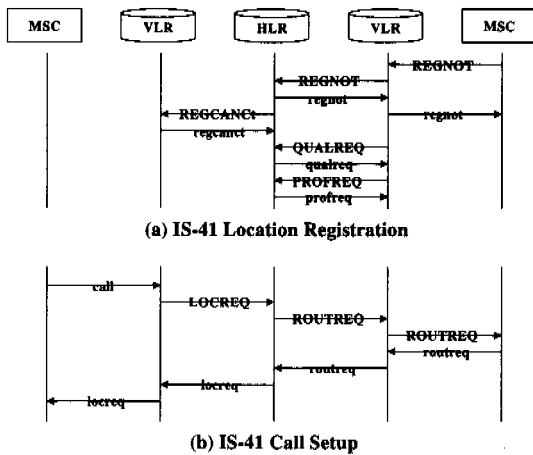 MSC
VLR
HLR
VLR
MSC
REGNOT
REGNOT
regnot
REGCANCt
regnot
regcanct
QUALREQ
qualreq
PROFREQ
profreq
(a) IS-41 Location Registration
call
LOCREQ
ROUTREQ
ROUTREQ
routreq
routreq
locreq
locreq
(b) IS-41 Call Setup